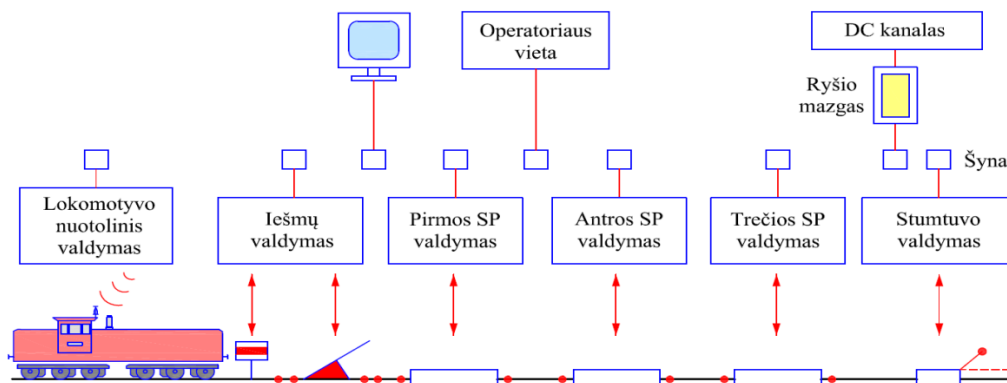 Operatoriaus
vieta
DC kanalas
Ryšio
mazgas
Šyna
Lokomotyvo
nuotolinis
valdymas
Iešmų
valdymas
Pirmos SP
valdymas
Antros SP
valdymas
Trečios SP
valdymas
Stumtuvo
valdymas